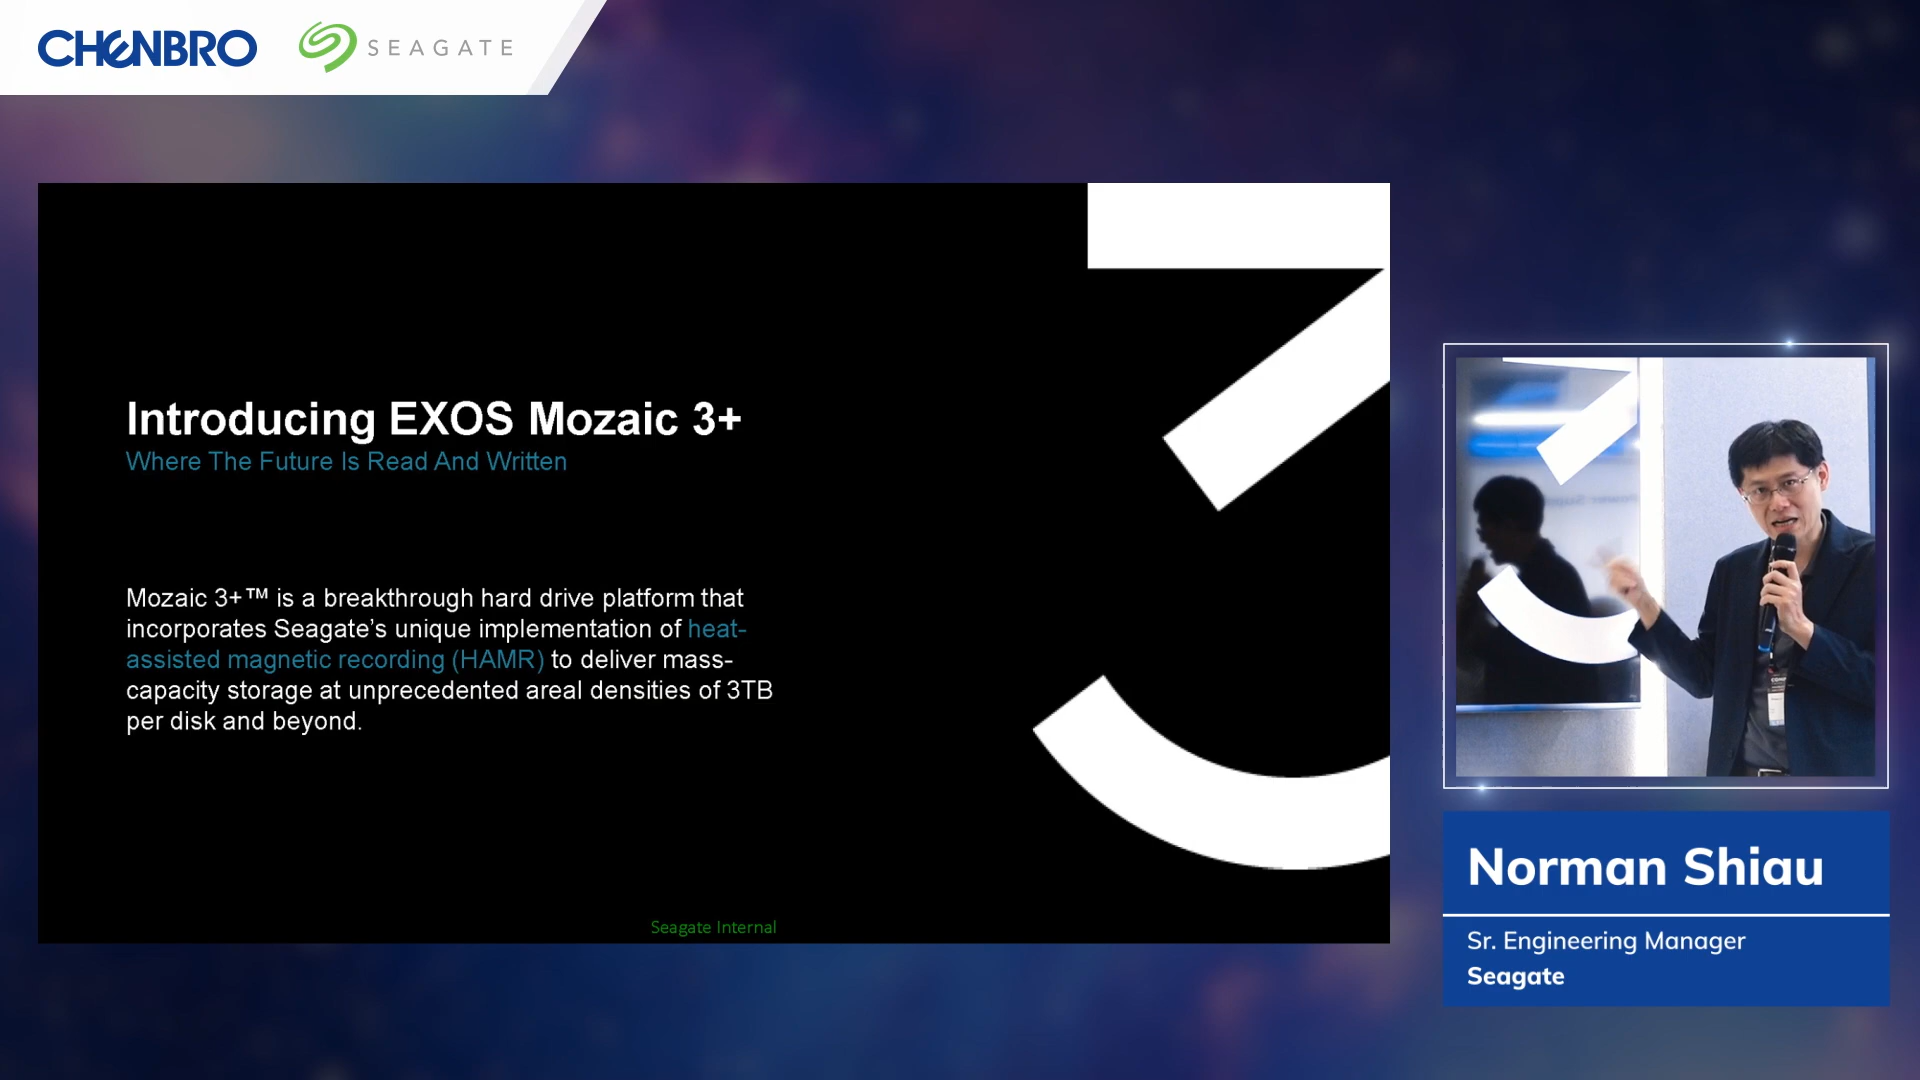 CHENBRO
SEAGATE
Introducing EXOS Mozaic 3+
Where The Future Is Read And Written
Mozaic 3+™ is a breakthrough hard drive platform that
incorporates Seagate’s unique implementation of heat-
assisted magnetic recording (HAMR) to deliver mass-
capacity storage at unprecedented areal densities of 3TB
per disk and beyond.
3
Seagate Internal
Norman Shiau
Sr. Engineering Manager
Seagate